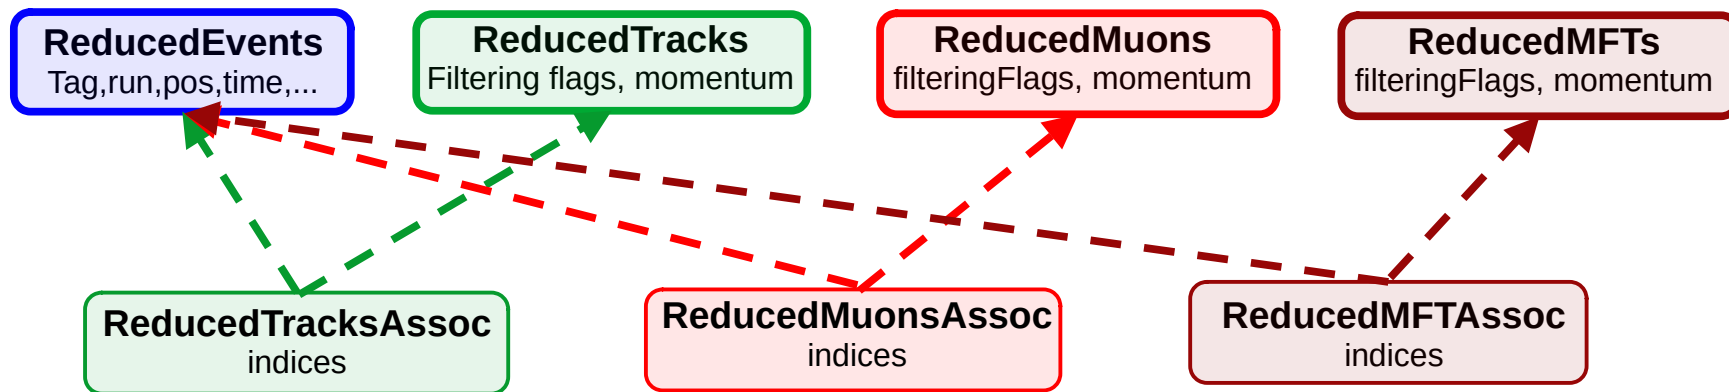 ReducedEvents
Tag,run,pos,time,...
ReducedTracks
Filtering flags, momentum
ReducedMuons
filteringFlags, momentum
ReducedMFTs
filteringFlags, momentum
ReducedTracksAssoc
indices
ReducedMuonsAssoc
indices
ReducedMFTAssoc
indices